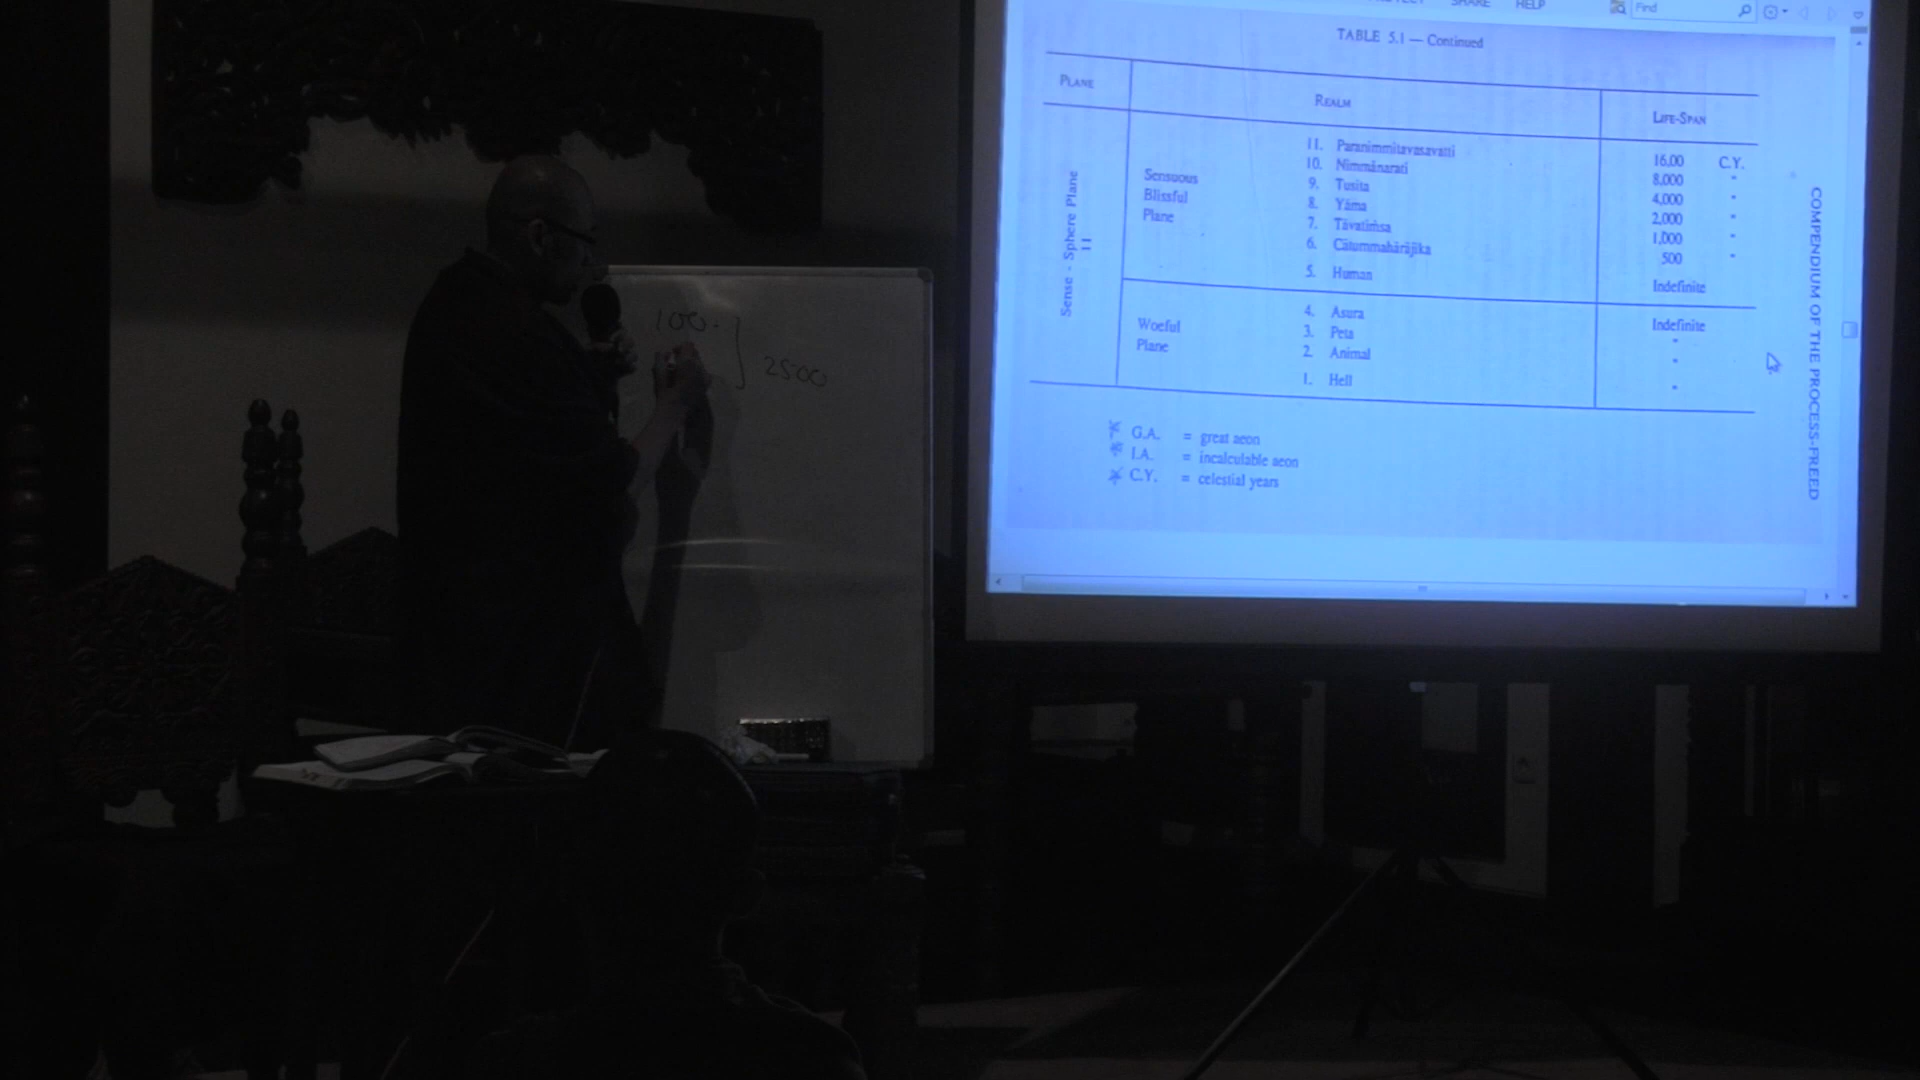 SHARE HELP
Find
TABLE 5.1 — Continued
PLANE REALM LIFE-SPAN
Sense - Sphere Plane
11
Sensuous
Blissful
Plane
11. Paranimmitavasavatti 16,00 C.Y.
10. Nimmānarati 8,000 "
9. Tusita 4,000 "
8. Yāma 2,000 "
7. Tāvatiṁsa 1,000 "
6. Cātummahārājika 500 "
5. Human Indefinite
Woeful
Plane
4. Asura Indefinite
3. Peta "
2. Animal "
1. Hell "
G.A. = great aeon
I.A. = incalculable aeon
C.Y. = celestial years
COMPENDIUM OF THE PROCESS-FREED
100.
2500